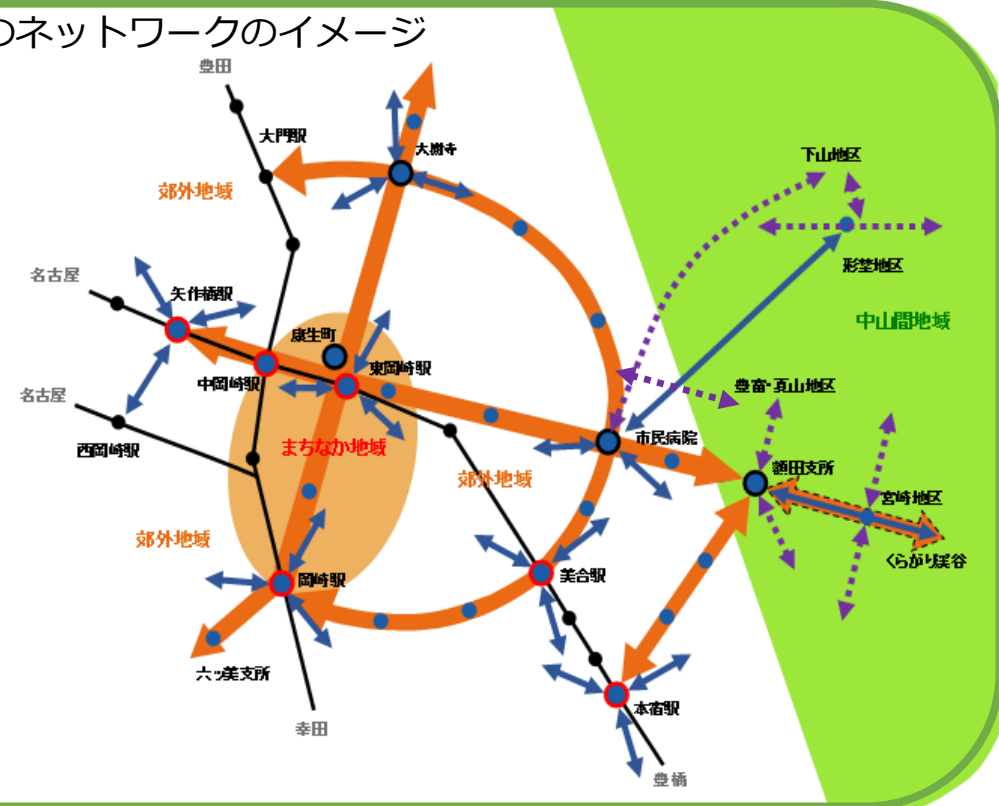 のネットワークのイメージ
豊田
大門駅
大樹寺
郊外地域
下山地区
名古屋
矢作橋駅
形埜地区
康生町
中山間地域
中岡崎駅
東岡崎駅
名古屋
豊富・夏山地区
西岡崎駅
まちなか地域
市民病院
郊外地域
額田支所
宮崎地区
郊外地域
くらがり渓谷
岡崎駅
美合駅
六ッ美支所
本宿駅
幸田
豊橋